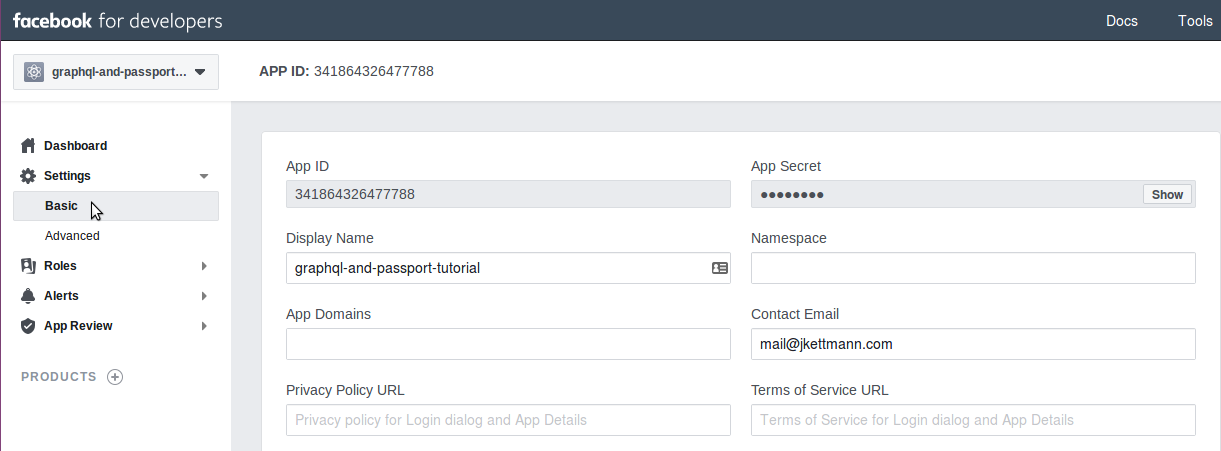 facebook for developers Docs Tools
graphql-and-passport... APP ID: 341864326477788
Dashboard
Settings
Basic
Advanced
Roles
Alerts
App Review
PRODUCTS
App ID App Secret
341864326477788 ●●●●●●●● Show
Display Name Namespace
graphql-and-passport-tutorial
App Domains Contact Email
mail@jkettmann.com
Privacy Policy URL Terms of Service URL
Privacy policy for Login dialog and App Details Terms of Service for Login dialog and App Details